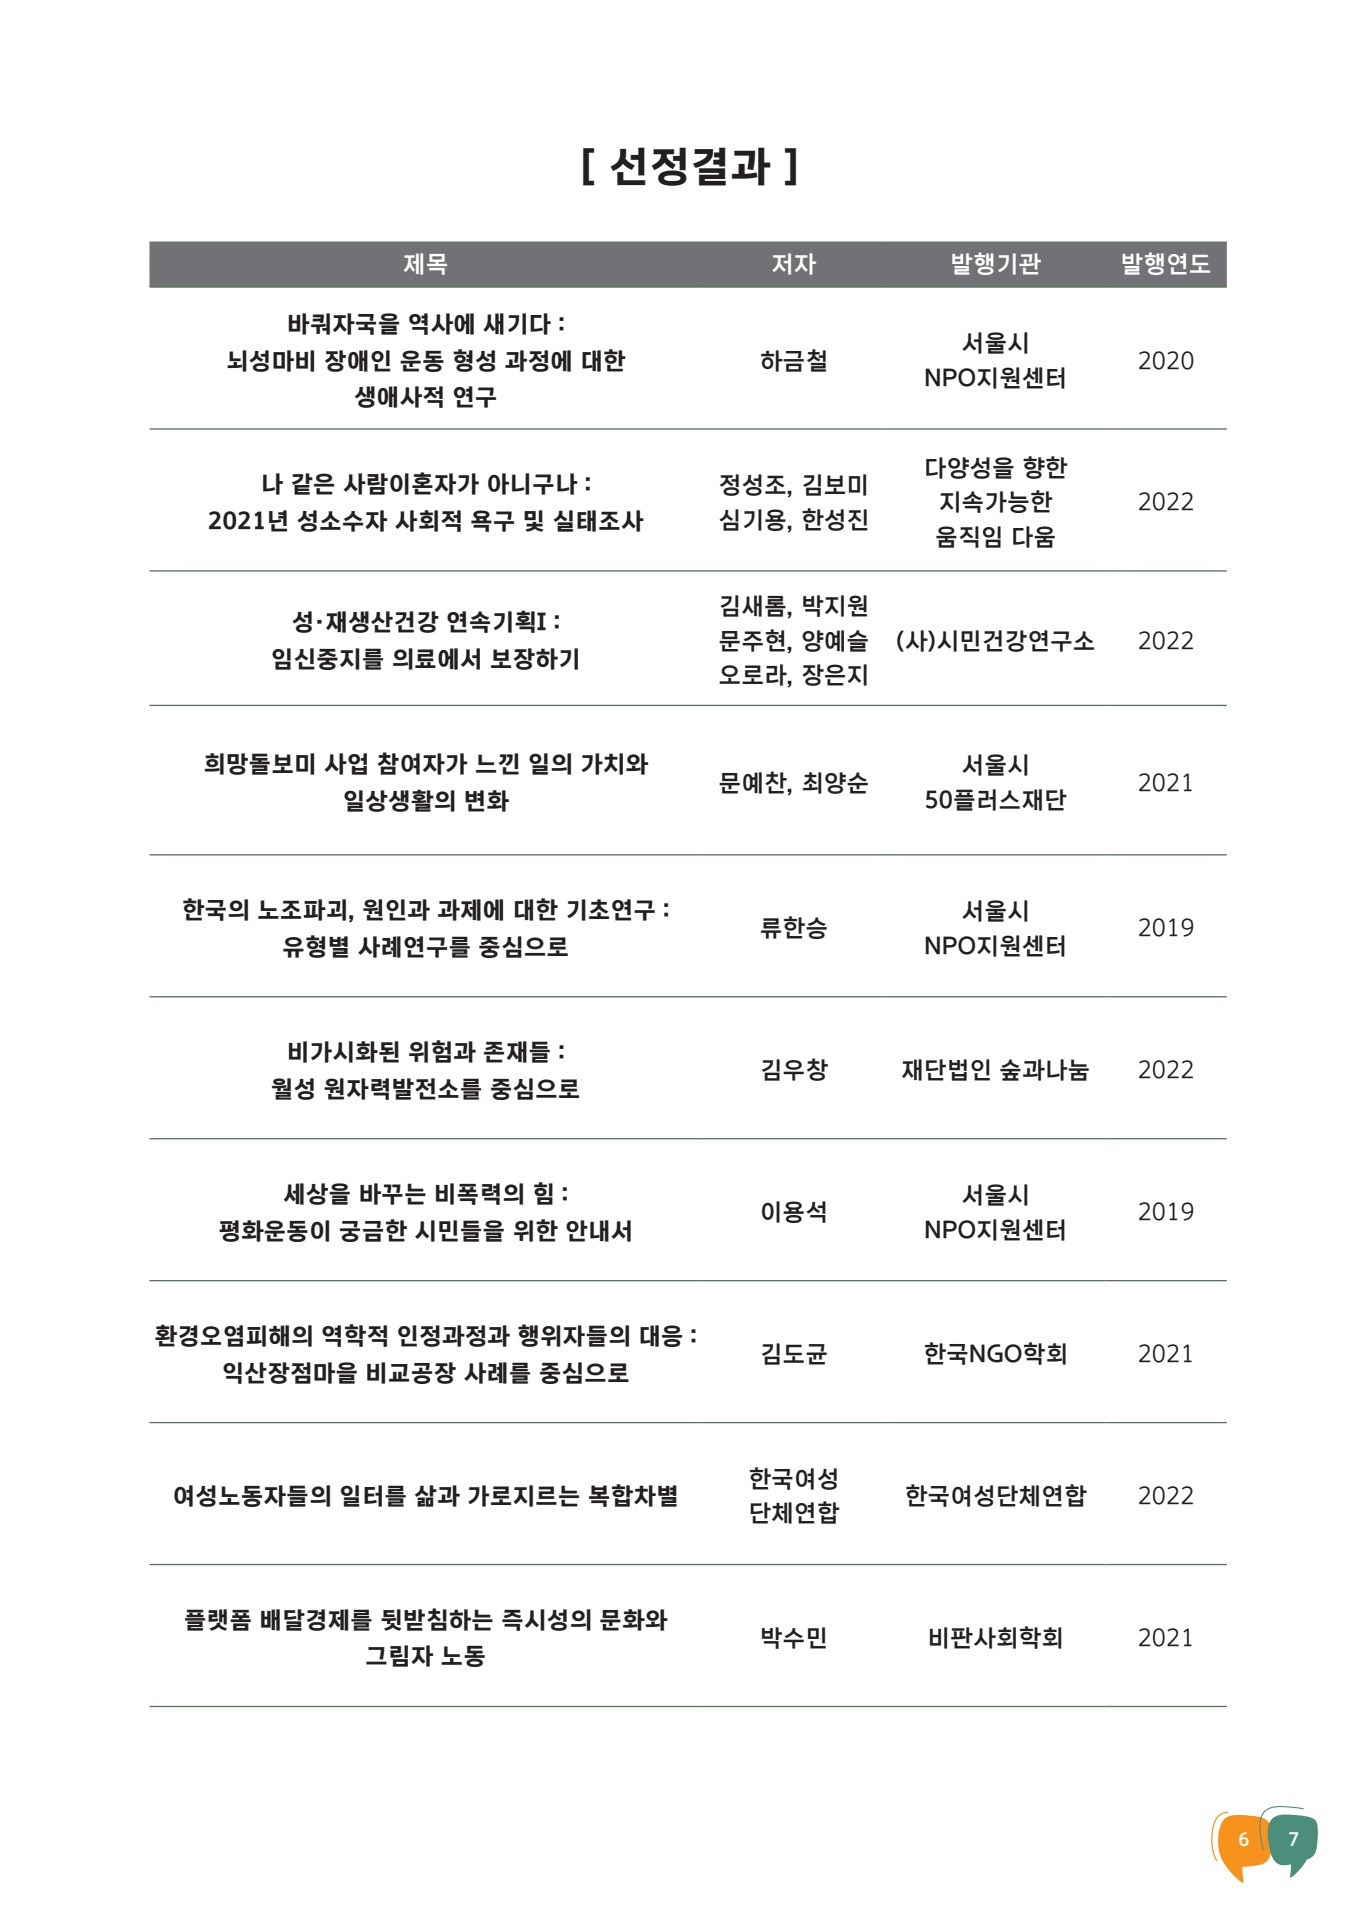 [ 선정결과 ]
제목 저자 발행기관 발행연도
바퀴자국을 역사에 새기다 :
뇌성마비 장애인 운동 형성 과정에 대한
생애사적 연구
하금철
서울시
NPO지원센터
2020
나 같은 사람이혼자가 아니구나 :
2021년 성소수자 사회적 욕구 및 실태조사
정성조, 김보미
심기용, 한성진
다양성을 향한
지속가능한
움직임 다움
2022
성·재생산건강 연속기획I :
임신중지를 의료에서 보장하기
김새롬, 박지원
문주현, 양예슬
오로라, 장은지
(사)시민건강연구소
2022
희망돌보미 사업 참여자가 느낀 일의 가치와
일상생활의 변화
문예찬, 최양순
서울시
50플러스재단
2021
한국의 노조파괴, 원인과 과제에 대한 기초연구 :
유형별 사례연구를 중심으로
류한승
서울시
NPO지원센터
2019
비가시화된 위험과 존재들 :
월성 원자력발전소를 중심으로
김우창
재단법인 숲과나눔
2022
세상을 바꾸는 비폭력의 힘 :
평화운동이 궁금한 시민들을 위한 안내서
이용석
서울시
NPO지원센터
2019
환경오염피해의 역학적 인정과정과 행위자들의 대응 :
익산장점마을 비교공장 사례를 중심으로
김도균
한국NGO학회
2021
여성노동자들의 일터를 삶과 가로지르는 복합차별
한국여성
단체연합
한국여성단체연합
2022
플랫폼 배달경제를 뒷받침하는 즉시성의 문화와
그림자 노동
박수민
비판사회학회
2021
6 7